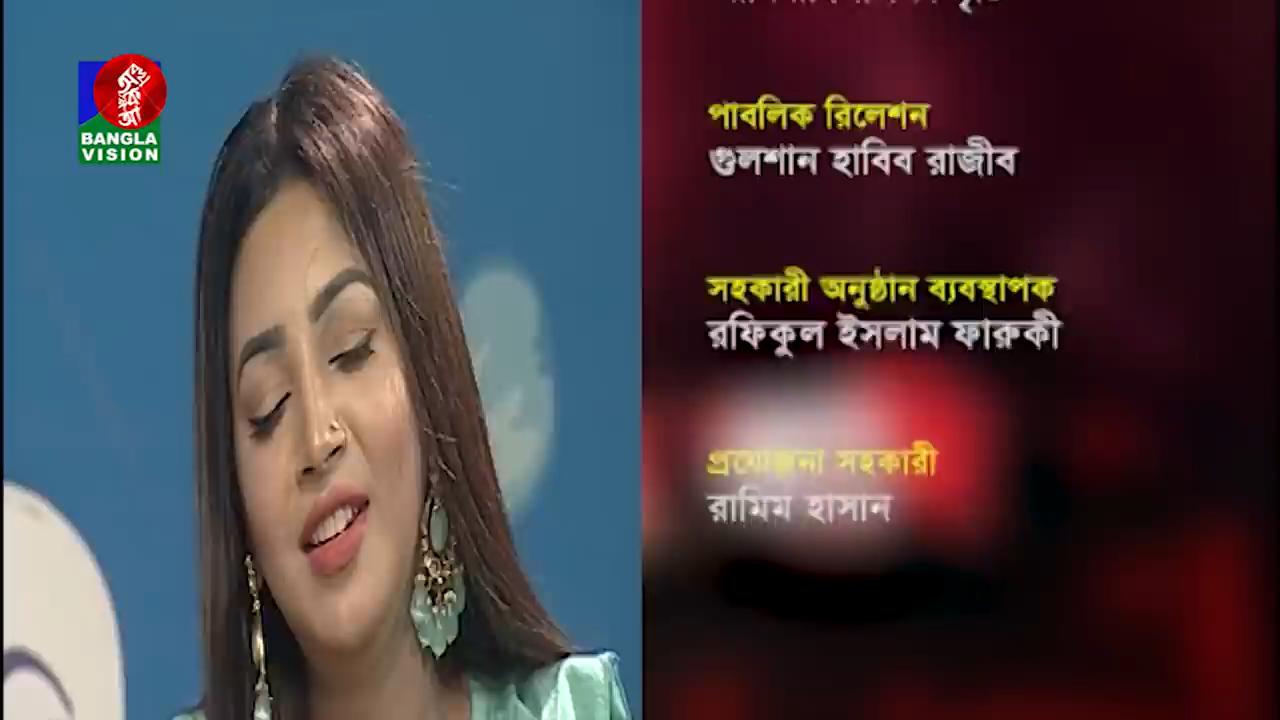 BANGLA
VISION
পাবলিক রিলেশন
গুলশান হাবিব রাজীব
সহকারী অনুষ্ঠান ব্যবস্থাপক
রফিকুল ইসলাম ফারুকী
প্রযোজনা সহকারী
রামিম হাসান